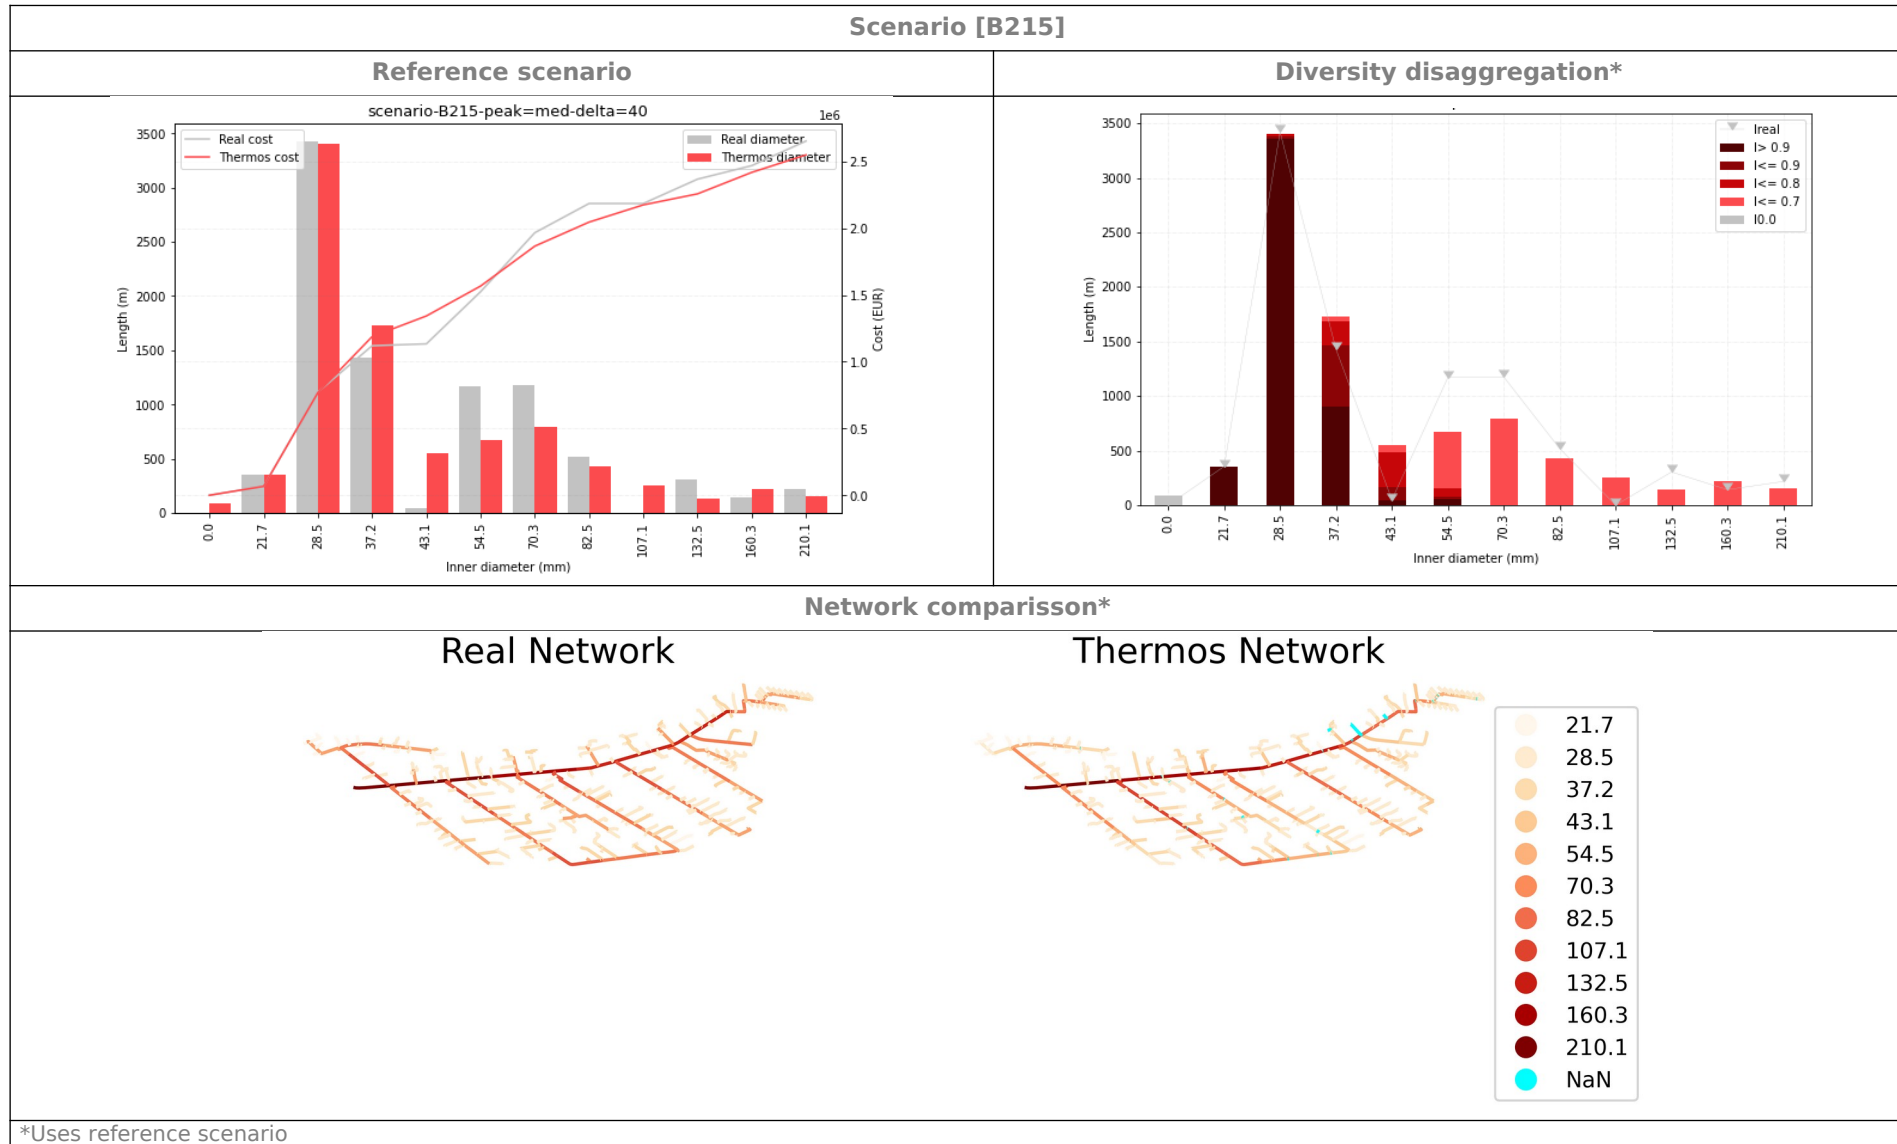 Scenario [B215]
Reference scenario
Diversity disaggregation*
scenario-B215-peak=med-delta=40
1e6
Real cost
Thermos cost
Real diameter
Thermos diameter
3500
3000
2500
2000
1500
1000
500
0
Length (m)
2.5
2.0
1.5
1.0
0.5
0.0
Cost (EUR)
0.0
21.7
28.5
37.2
43.1
54.5
70.3
82.5
107.1
132.5
160.3
210.1
Inner diameter (mm)
Ireal
I> 0.9
I<= 0.9
I<= 0.8
I<= 0.7
I0.0
3500
3000
2500
2000
1500
1000
500
0
Length (m)
0.0
21.7
28.5
37.2
43.1
54.5
70.3
82.5
107.1
132.5
160.3
210.1
Inner diameter (mm)
Network comparisson*
Real Network
Thermos Network
21.7
28.5
37.2
43.1
54.5
70.3
82.5
107.1
132.5
160.3
210.1
NaN
*Uses reference scenario